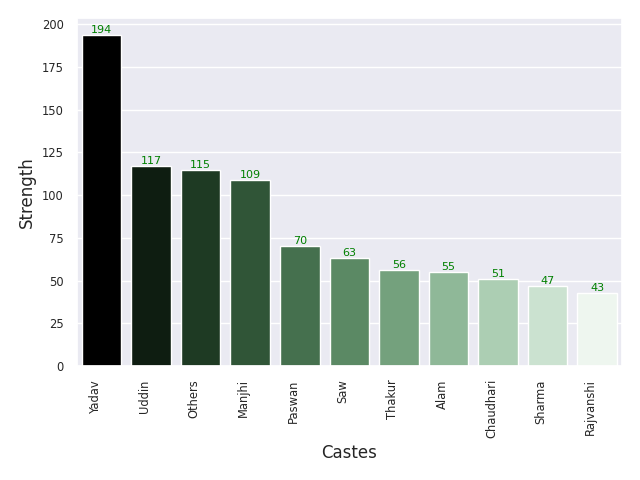 200
175
150
125
100
75
50
25
0
Strength
194
117
115
109
70
63
56
55
51
47
43
Yadav
Uddin
Others
Manjhi
Paswan
Saw
Thakur
Alam
Chaudhari
Sharma
Rajvanshi
Castes